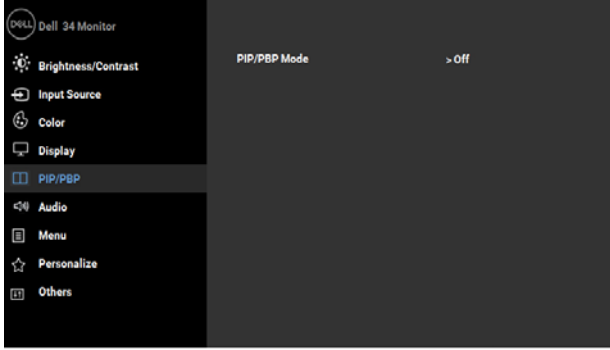 DELL Dell 34 Monitor
Brightness/Contrast
PIP/PBP Mode > Off
Input Source
Color
Display
PIP/PBP
Audio
Menu
Personalize
Others